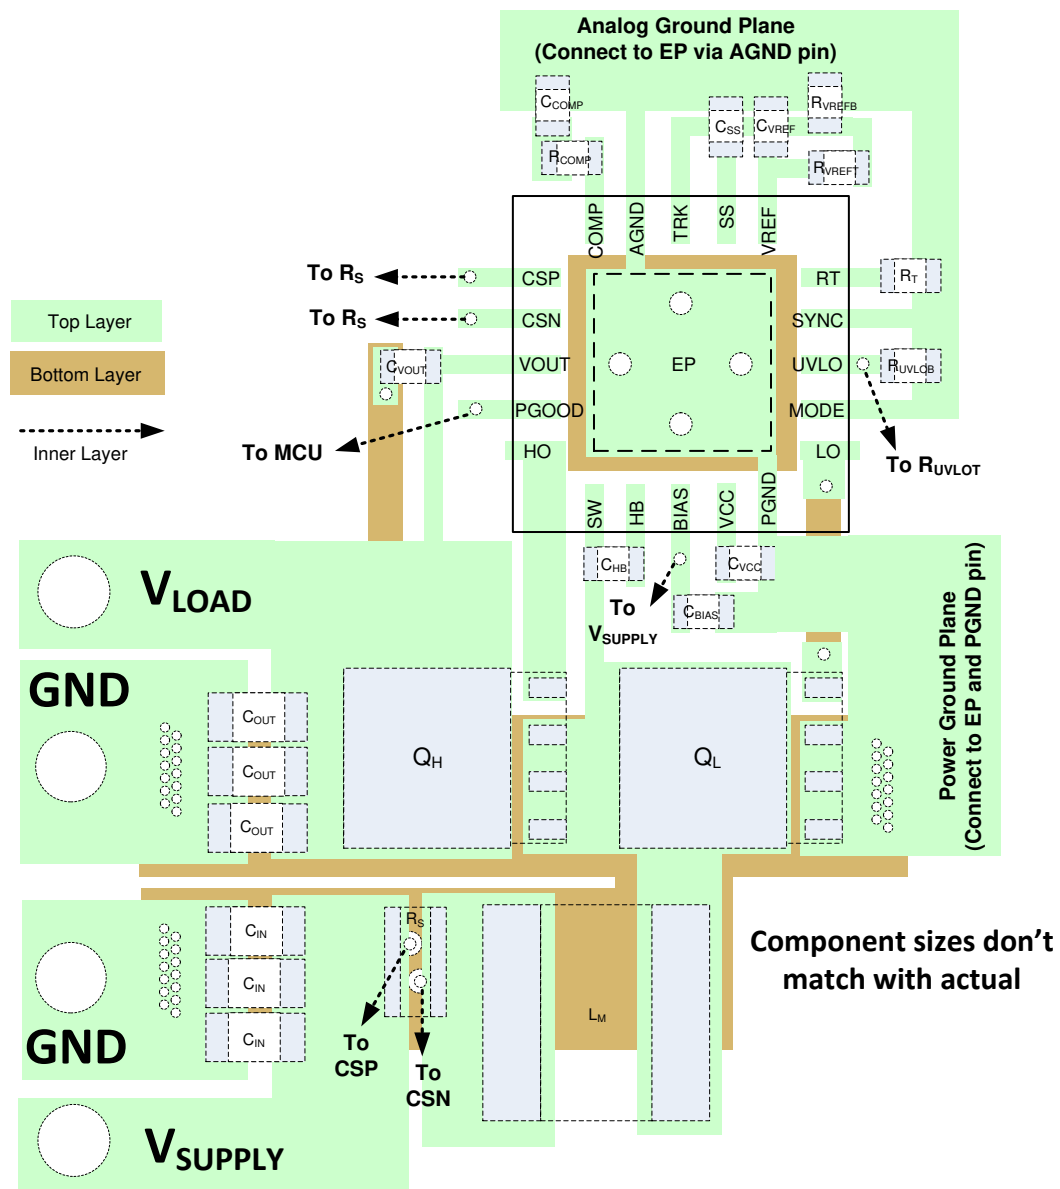 Analog Ground Plane
(Connect to EP via AGND pin)
CCOMP
RCOMP
CSS
CVREF
RVREFB
RVREFT
COMP
AGND
TRK
SS
VREF
To RS
CSP
RT
RT
To RS
CSN
SYNC
Top Layer
CVOUT
VOUT
EP
UVLO
RUVLOB
Bottom Layer
PGOOD
MODE
Inner Layer
To MCU
HO
LO
To RUVLOT
SW
HB
BIAS
VCC
PGND
CHB
CVCC
VLOAD
To
VSUPPLY
CBIAS
GND
Power Ground Plane
(Connect to EP and PGND pin)
COUT
COUT
COUT
QH
QL
CIN
CIN
CIN
RS
LM
Component sizes don't
match with actual
GND
To
CSP
To
CSN
VSUPPLY